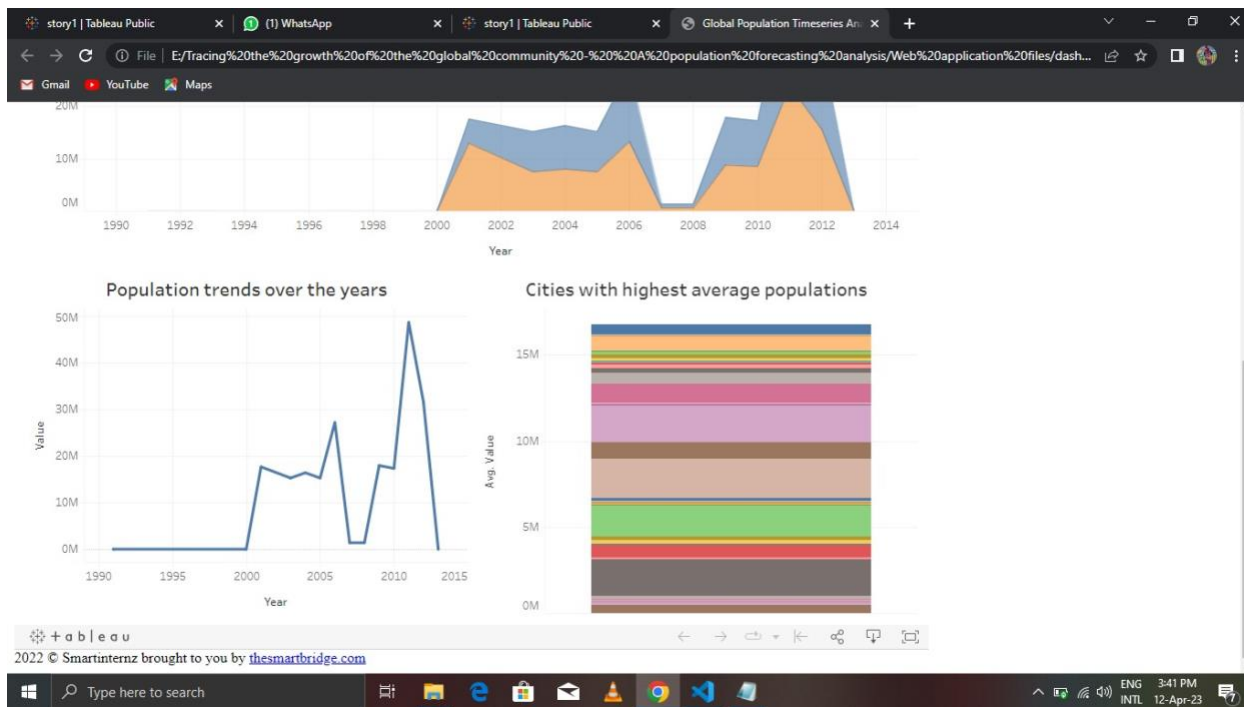 story1 | Tableau Public
(1) WhatsApp
story1 | Tableau Public
Global Population Timeseries An
File
E:/Tracing%20the%20growth%20of%20the%20global%20community%20-%20%20A%20population%20forecasting%20analysis/Web%20application%20files/dash...
Gmail
YouTube
Maps
20M
10M
0M
1990 1992 1994 1996 1998 2000 2002 2004 2006 2008 2010 2012 2014
Year
Population trends over the years
50M
40M
30M
20M
10M
0M
Value
1990 1995 2000 2005 2010 2015
Year
Cities with highest average populations
15M
10M
5M
0M
Avg. Value
+ableau
2022 © Smartinternz brought to you by thesmartbridge.com
Type here to search
ENG
INTL
3:41 PM
12-Apr-23
7